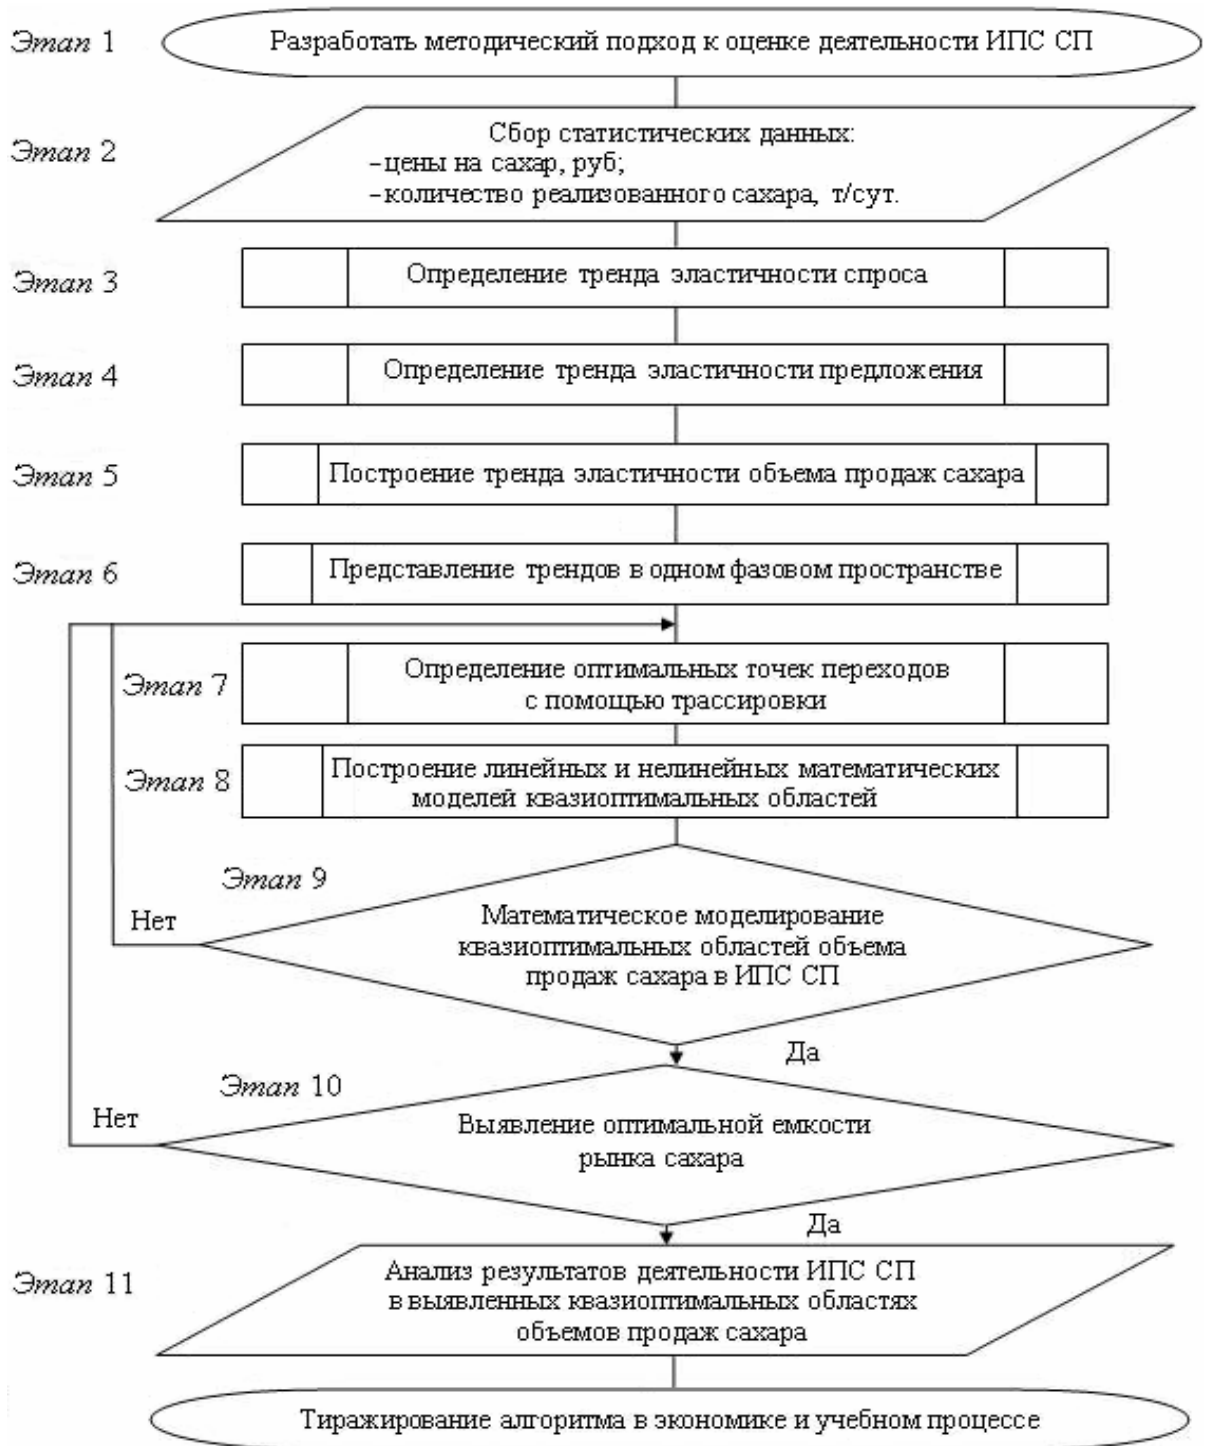 Этап 1
Разработать методический подход к оценке деятельности ИПС СП
Этап 2
Сбор статистических данных:
–цены на сахар, руб;
–количество реализованного сахара, т/сут.
Этап 3
Определение тренда эластичности спроса
Этап 4
Определение тренда эластичности предложения
Этап 5
Построение тренда эластичности объема продаж сахара
Этап 6
Представление трендов в одном фазовом пространстве
Этап 7
Определение оптимальных точек переходов
с помощью трассировки
Этап 8
Построение линейных и нелинейных математических
моделей квазиоптимальных областей
Этап 9
Нет
Математическое моделирование
квазиоптимальных областей объема
продаж сахара в ИПС СП
Да
Этап 10
Нет
Выявление оптимальной емкости
рынка сахара
Да
Этап 11
Анализ результатов деятельности ИПС СП
в выявленных квазиоптимальных областях
объемов продаж сахара
Тиражирование алгоритма в экономике и учебном процессе